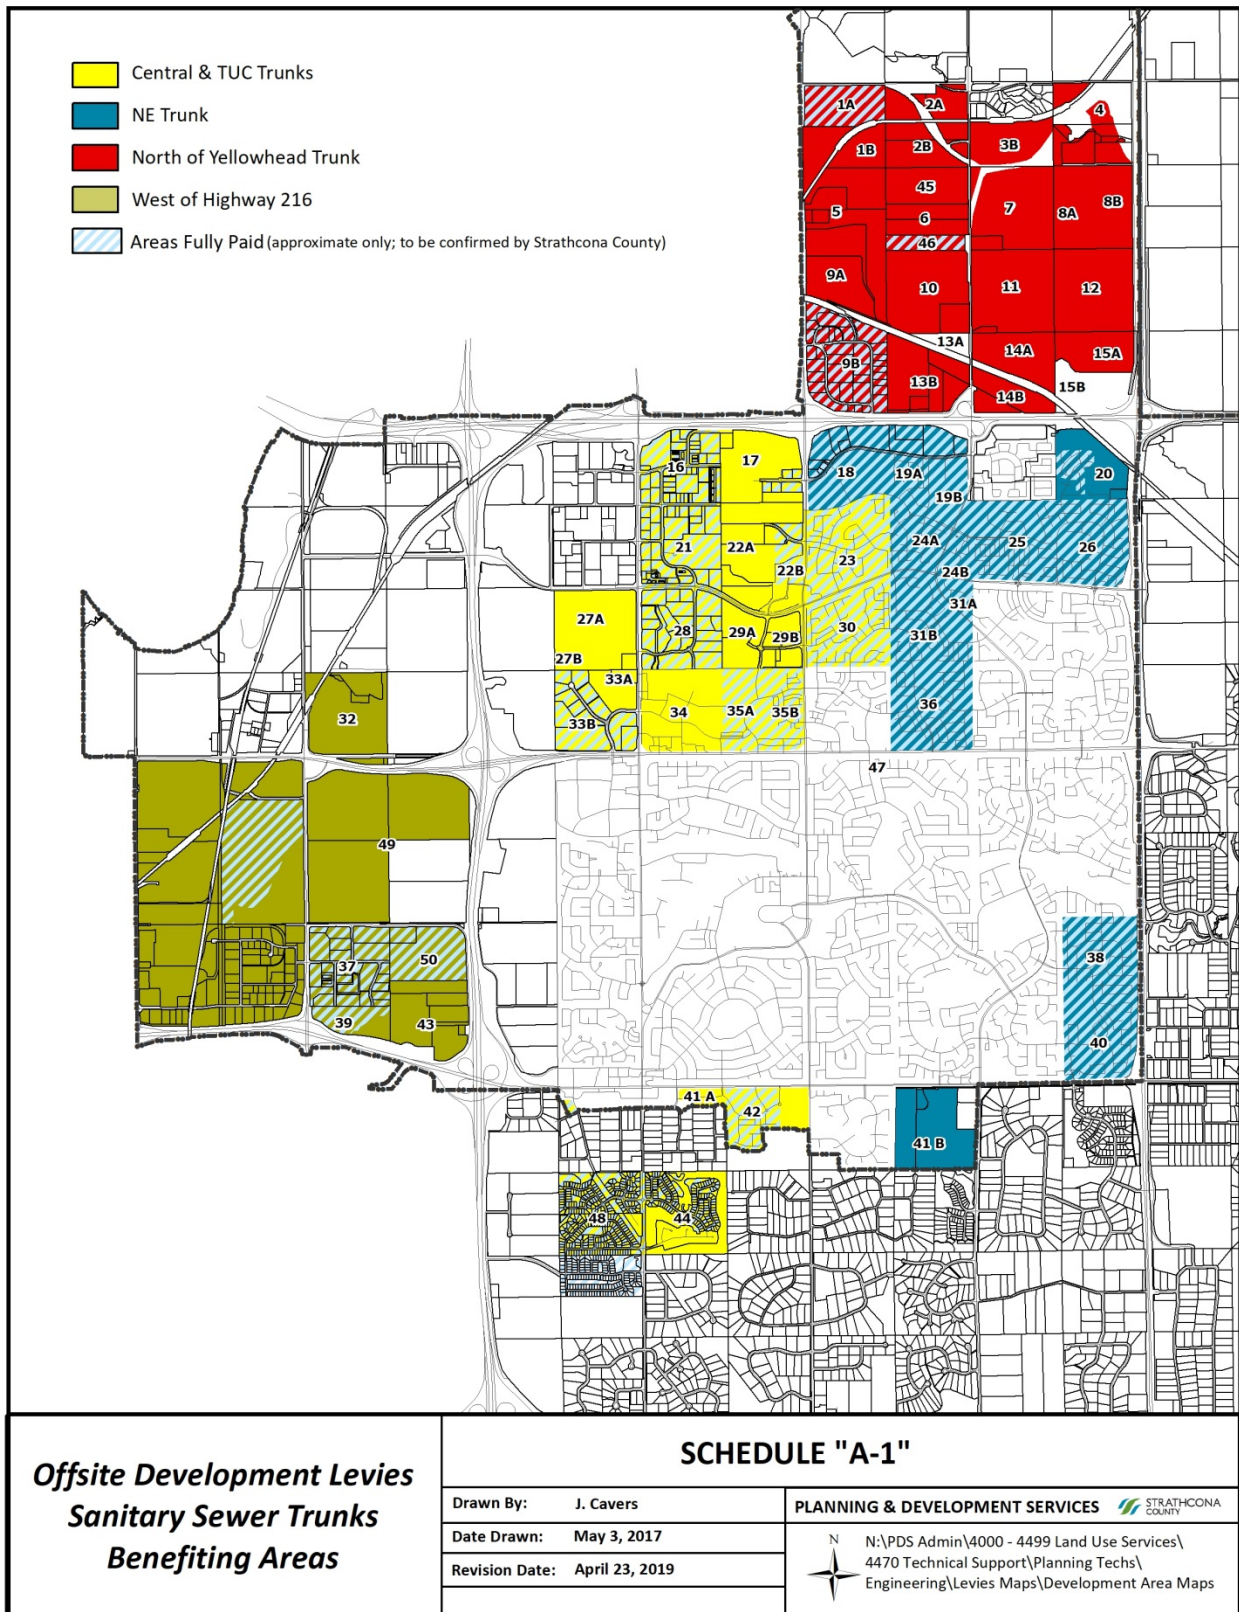 Central & TUC Trunks
NE Trunk
North of Yellowhead Trunk
West of Highway 216
Areas Fully Paid (approximate only; to be confirmed by Strathcona County)
1A
2A
4
1B
2B
3B
45
5
6
7
8A
8B
46
9A
10
11
12
13A
14A
15A
9B
13B
14B
15B
16
17
18
19A
19B
20
21
22A
22B
23
24A
24B
25
26
27A
27B
28
29A
29B
30
31A
31B
32
33A
33B
34
35A
35B
36
47
49
37
50
38
39
43
40
41 A
42
41 B
48
44
Offsite Development Levies
Sanitary Sewer Trunks
Benefiting Areas
SCHEDULE "A-1"
Drawn By: J. Cavers
Date Drawn: May 3, 2017
Revision Date: April 23, 2019
PLANNING & DEVELOPMENT SERVICES
STRATHCONA
COUNTY
N
N:\PDS Admin\4000 - 4499 Land Use Services\
4470 Technical Support\Planning Techs\
Engineering\Levies Maps\Development Area Maps